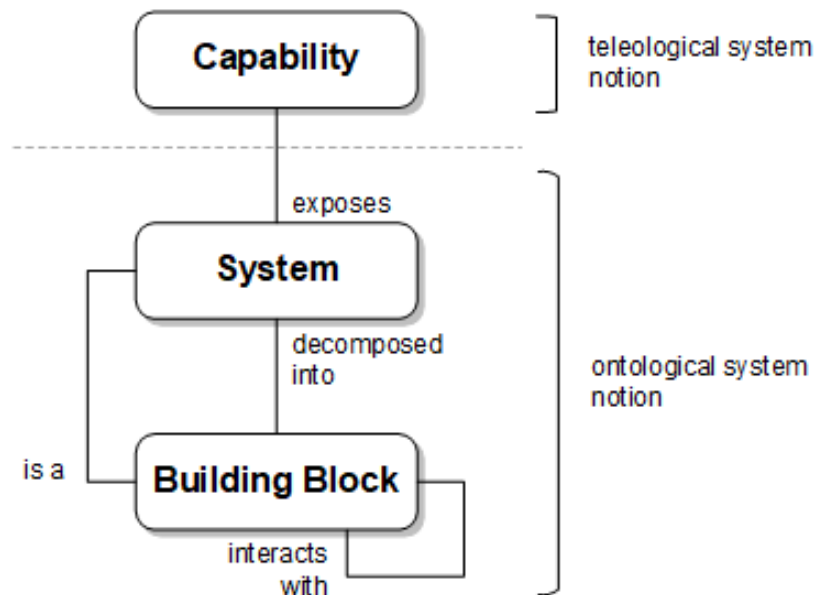 Capability
teleological system
notion
exposes
System
decomposed
into
ontological system
notion
is a
Building Block
interacts
with